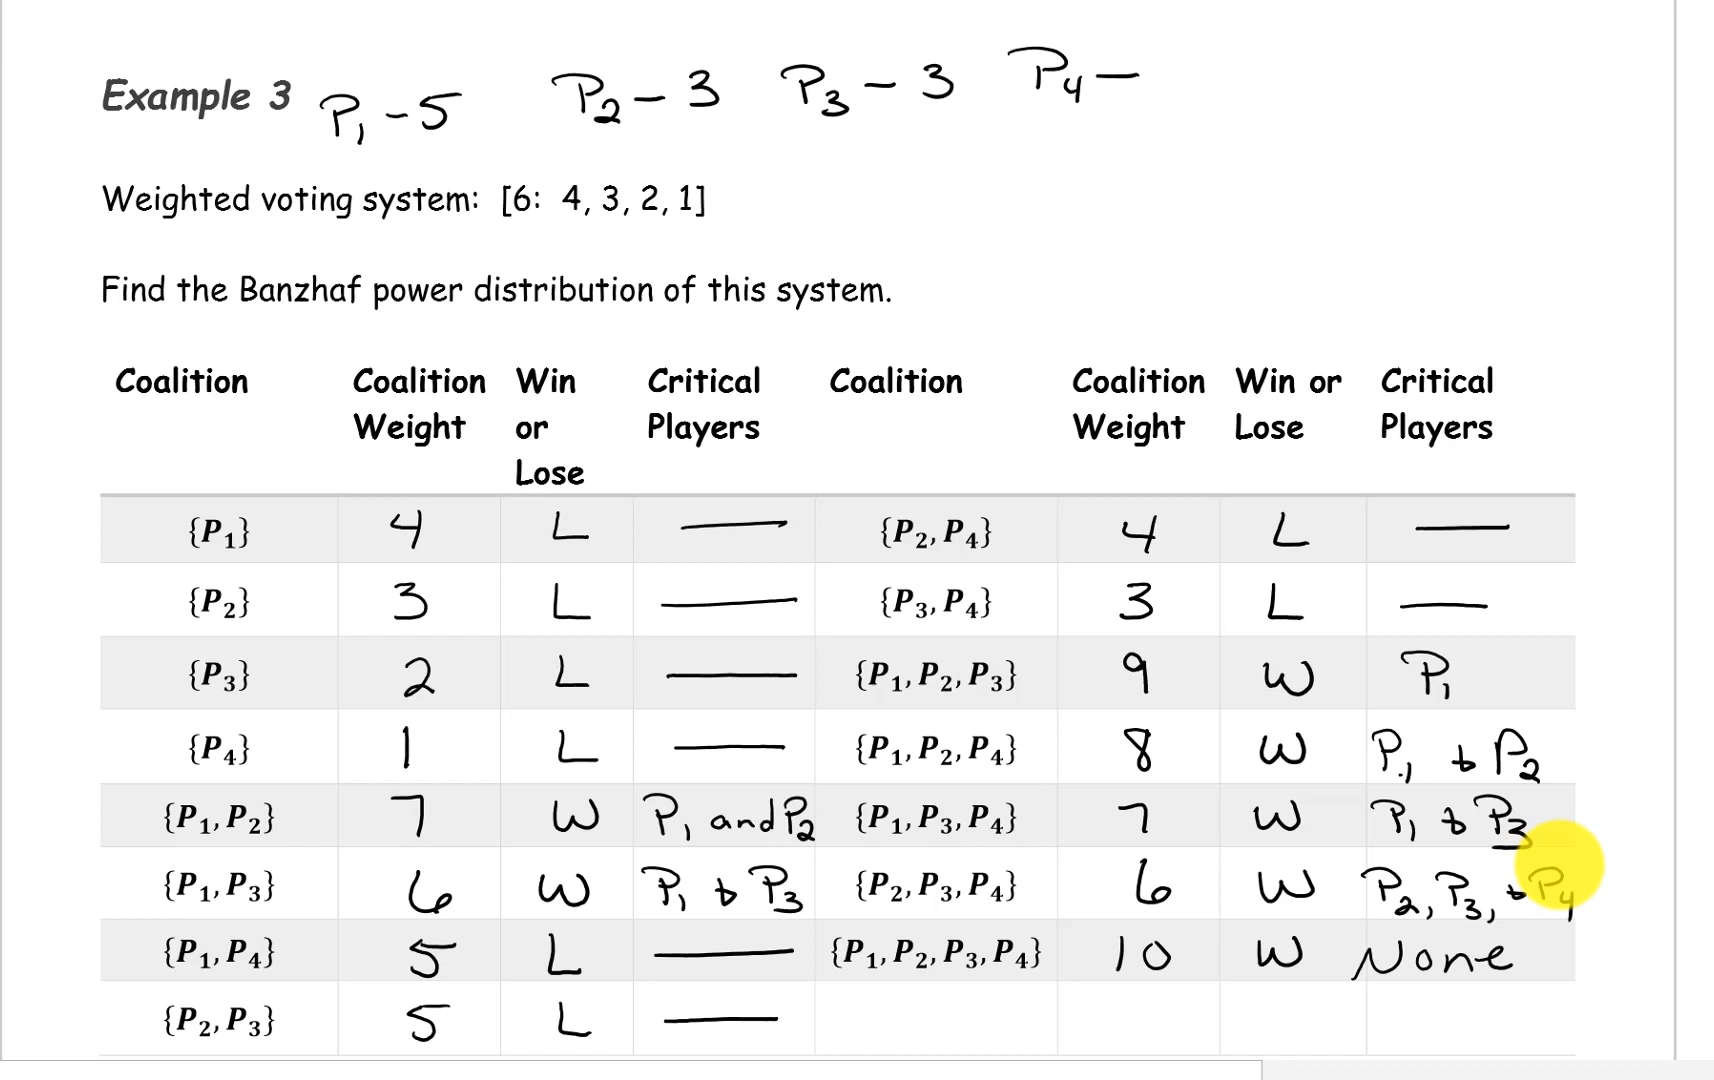 Example 3 P₁ - 5 P₂ - 3 P₃ - 3 P₄ -
Weighted voting system: [6: 4, 3, 2, 1]
Find the Banzhaf power distribution of this system.
Coalition Coalition Weight Win or Lose Critical Players Coalition Coalition Weight Win or Lose Critical Players
{P₁} 4 L — {P₂, P₄} 4 L —
{P₂} 3 L — {P₃, P₄} 3 L —
{P₃} 2 L — {P₁, P₂, P₃} 9 W P₁
{P₄} 1 L — {P₁, P₂, P₄} 8 W P₁ & P₂
{P₁, P₂} 7 W P₁ and P₂ {P₁, P₃, P₄} 7 W P₁ & P₃
{P₁, P₃} 6 W P₁ & P₃ {P₂, P₃, P₄} 6 W P₂, P₃, & P₄
{P₁, P₄} 5 L — {P₁, P₂, P₃, P₄} 10 W None
{P₂, P₃} 5 L —